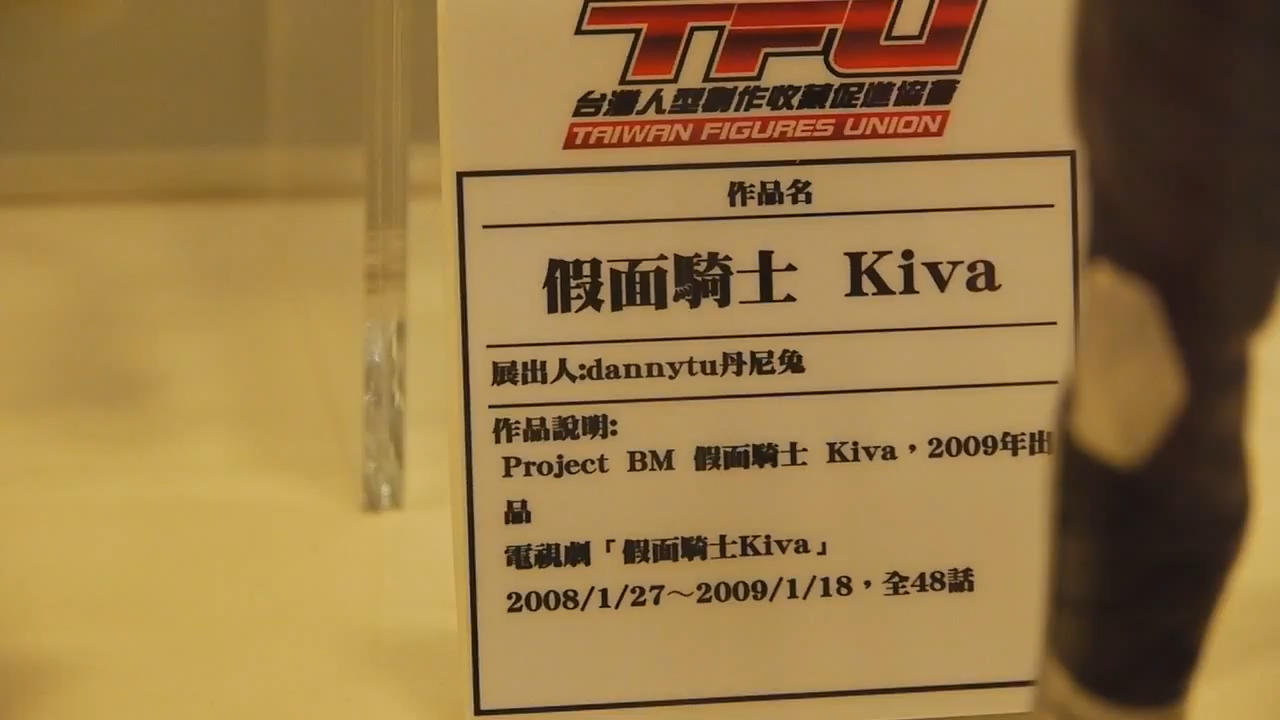 TFU
台灣人型創作收藏促進協會
TAIWAN FIGURES UNION
作品名
假面騎士 Kiva
展出人:dannytu丹尼兔
作品說明:
Project BM 假面騎士 Kiva，2009年出
品
電視劇「假面騎士Kiva」
2008/1/27～2009/1/18，全48話